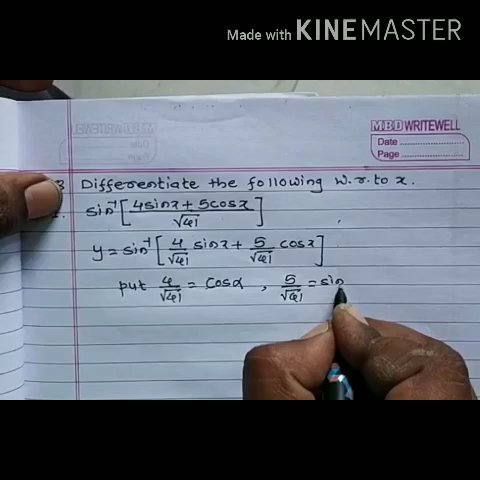 Made with KINEMASTER
MBD WRITEWELL
Date
Page
3 Differentiate the following w.r.to x.
1. sin⁻¹[(4sinx+5cosx)/√41]
y = sin⁻¹[4/√41 sinx + 5/√41 cosx]
put 4/√41 = cosα , 5/√41 = sin